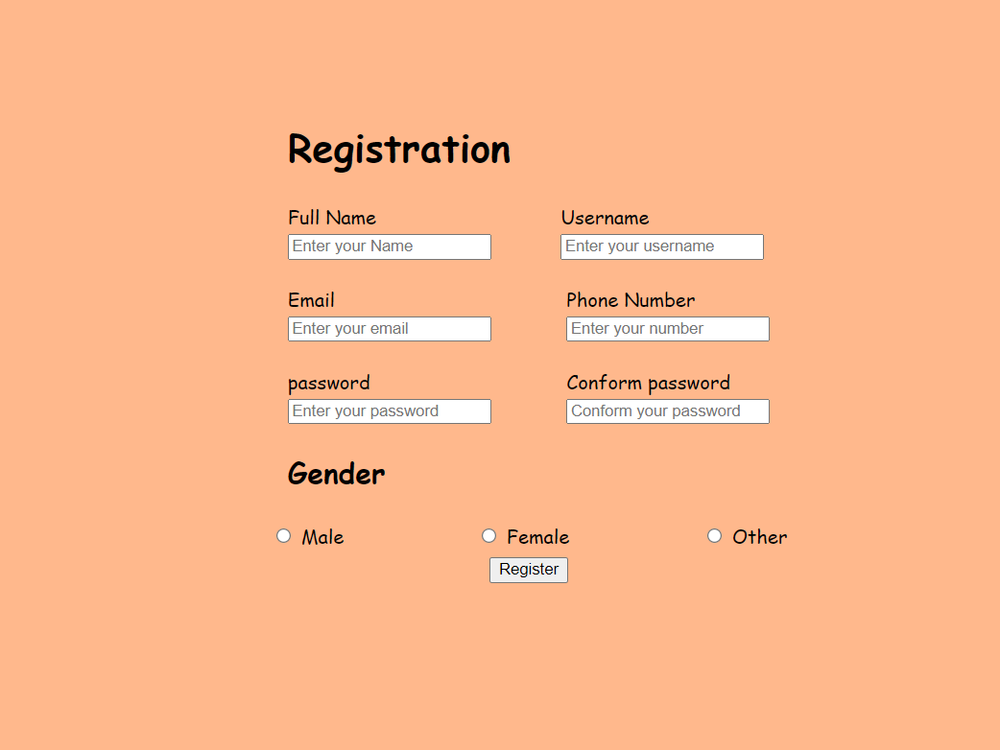 Registration
Full Name Username
Enter your Name Enter your username
Email Phone Number
Enter your email Enter your number
password Conform password
Enter your password Conform your password
Gender
Male Female Other
Register